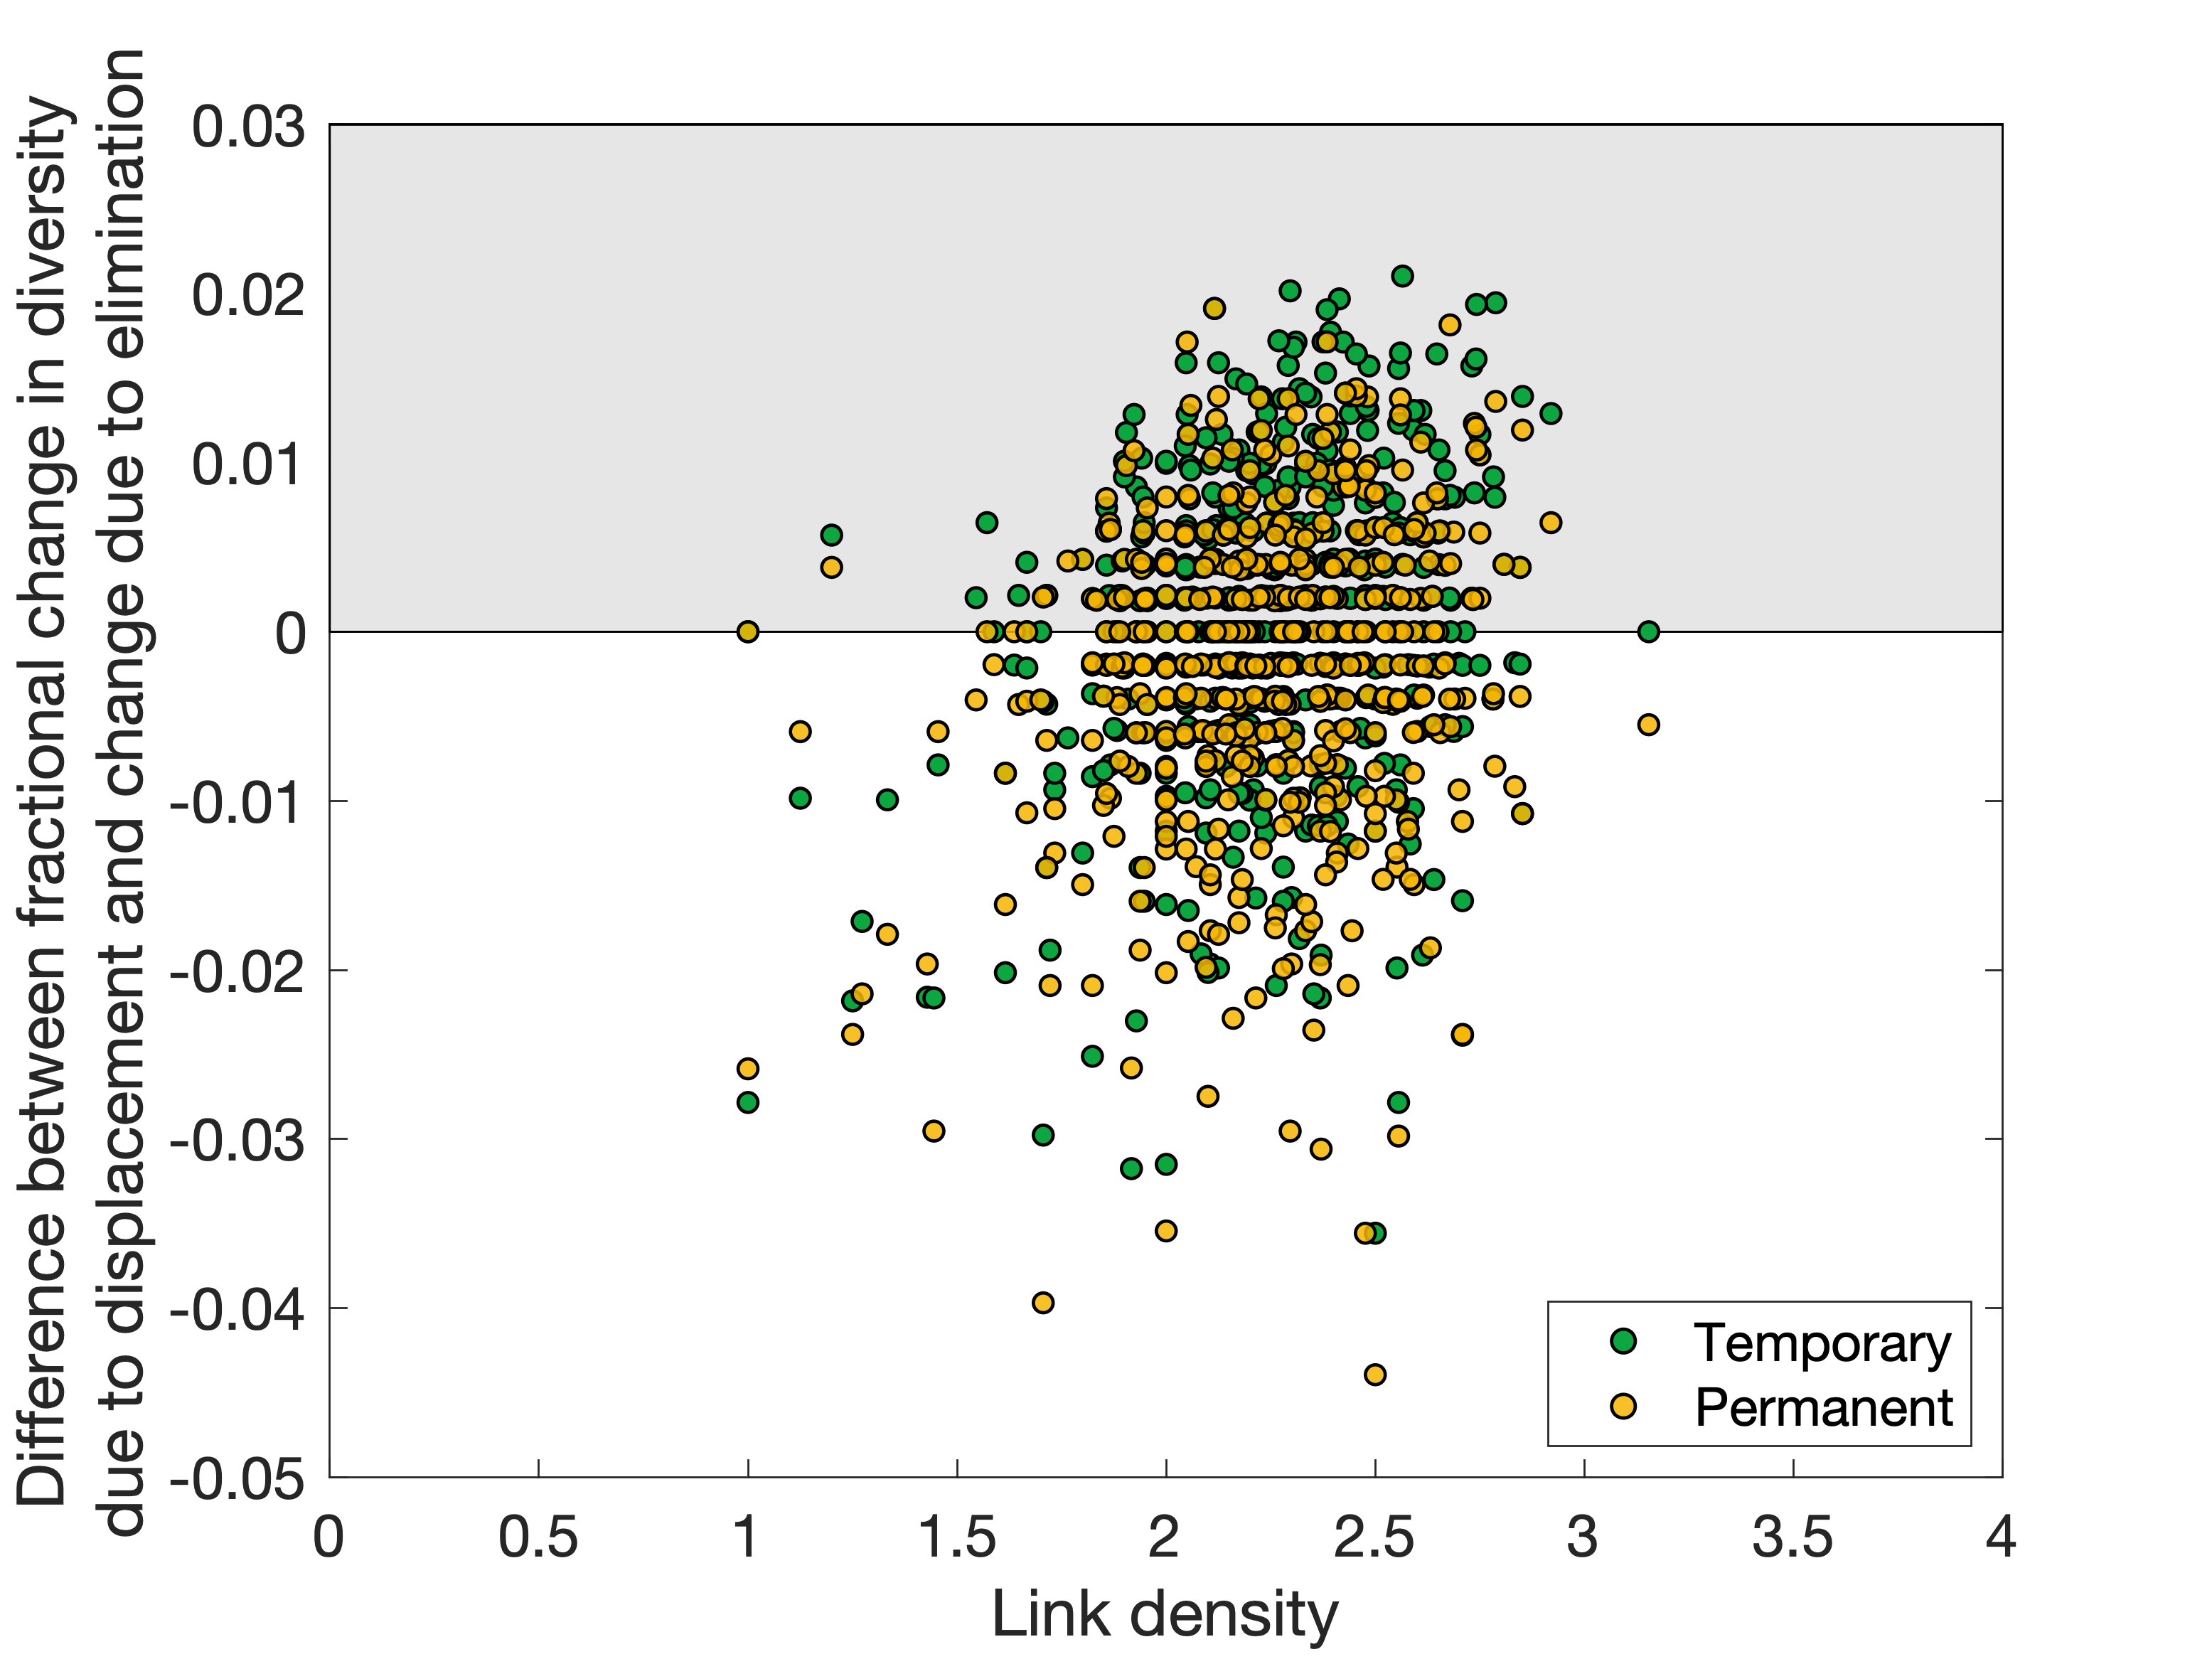 Difference between fractional change in diversity
due to displacement and change due to elimination
0.03
0.02
0.01
0
-0.01
-0.02
-0.03
-0.04
-0.05
Temporary
Permanent
0 0.5 1 1.5 2 2.5 3 3.5 4
Link density